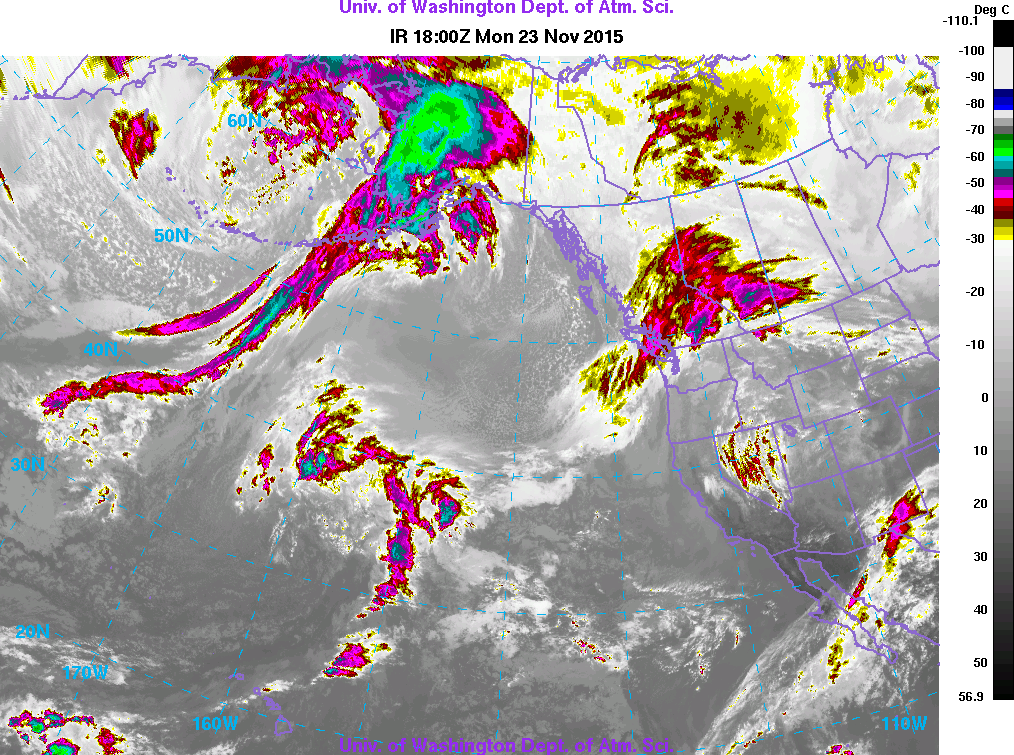 Univ. of Washington Dept. of Atm. Sci.
Deg C
IR 18:00Z Mon 23 Nov 2015
-110.1
-100
-90
-80
-70
-60
-50
-40
-30
-20
-10
0
10
20
30
40
50
56.9
60N
50N
40N
30N
20N
170W
160W
110W
Univ. of Washington Dept. of Atm. Sci.